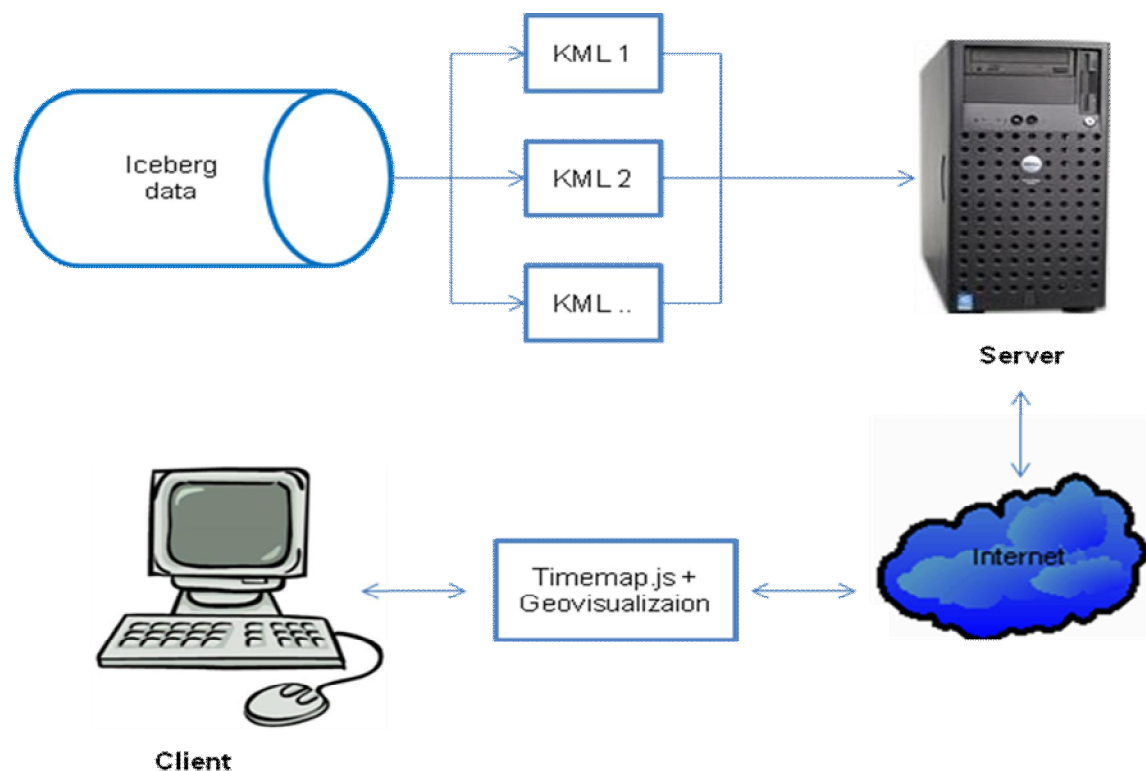 Iceberg
data
KML 1
KML 2
KML ..
Server
Internet
Timemap.js +
Geovisualizaion
Client